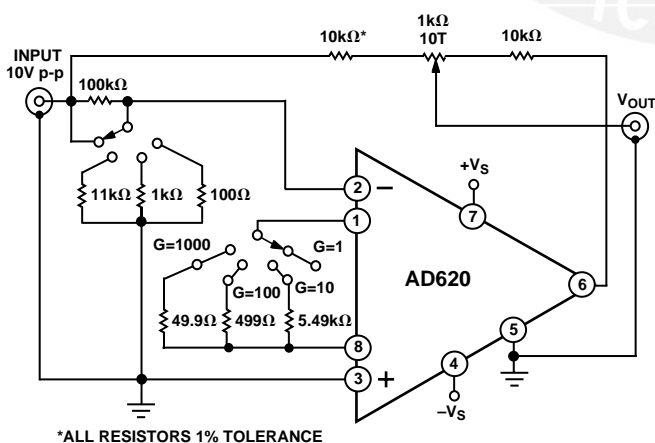 1kΩ
10kΩ*
10T
10kΩ
INPUT
10V p-p
100kΩ
VOUT
11kΩ
1kΩ
100Ω
+VS
2
–
1
7
G=1000
G=1
G=100
G=10
AD620
6
49.9Ω
499Ω
5.49kΩ
5
8
4
3
+
–VS
*ALL RESISTORS 1% TOLERANCE